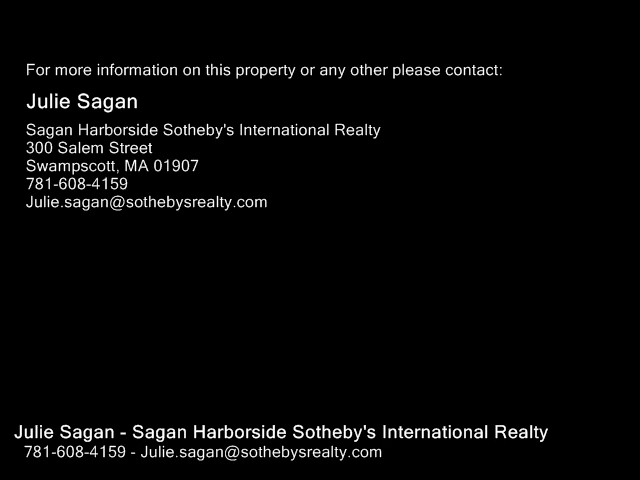 For more information on this property or any other please contact:
Julie Sagan
Sagan Harborside Sotheby's International Realty
300 Salem Street
Swampscott, MA 01907
781-608-4159
Julie.sagan@sothebysrealty.com
Julie Sagan - Sagan Harborside Sotheby's International Realty
781-608-4159 - Julie.sagan@sothebysrealty.com